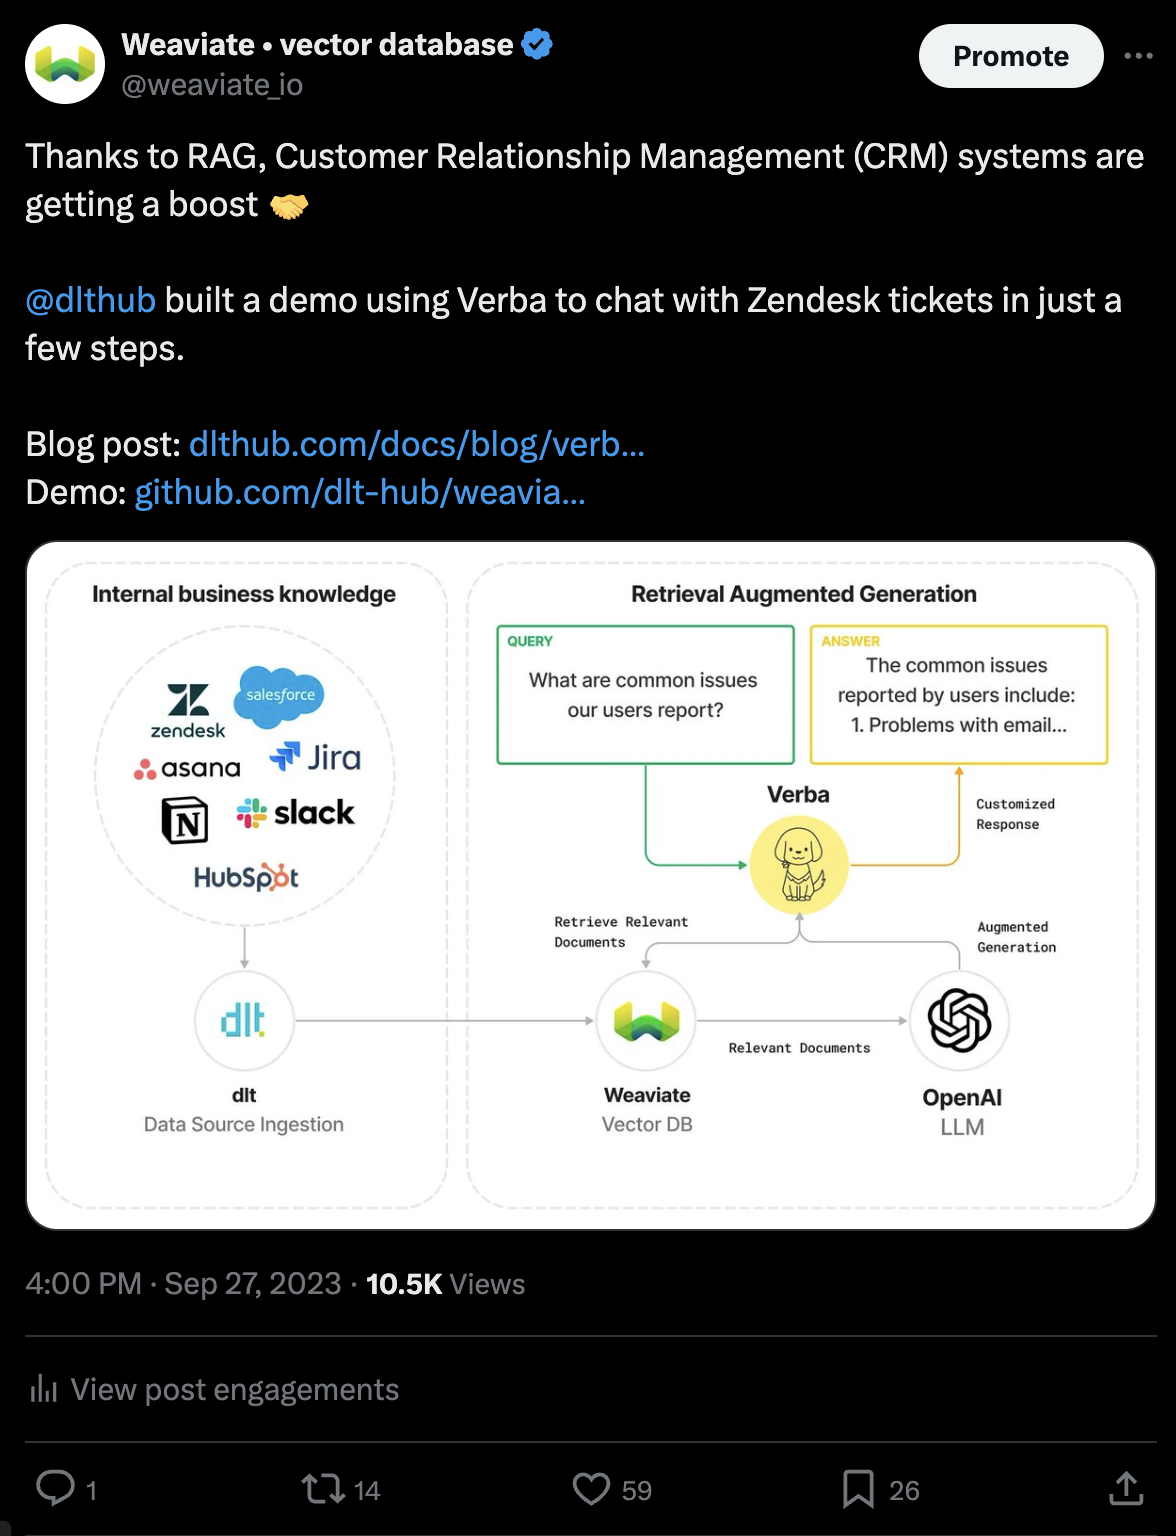 Weaviate • vector database
@weaviate_io
Promote
Thanks to RAG, Customer Relationship Management (CRM) systems are
getting a boost 🤝
@dlthub built a demo using Verba to chat with Zendesk tickets in just a
few steps.
Blog post: dlthub.com/docs/blog/verb...
Demo: github.com/dlt-hub/weavia...
Internal business knowledge
zendesk
salesforce
asana
Jira
N
slack
HubSpot
dlt
dlt
Data Source Ingestion
Retrieval Augmented Generation
QUERY
What are common issues
our users report?
ANSWER
The common issues
reported by users include:
1. Problems with email...
Verba
Customized
Response
Retrieve Relevant
Documents
Augmented
Generation
Relevant Documents
Weaviate
Vector DB
OpenAI
LLM
4:00 PM · Sep 27, 2023 · 10.5K Views
View post engagements
1
14
59
26